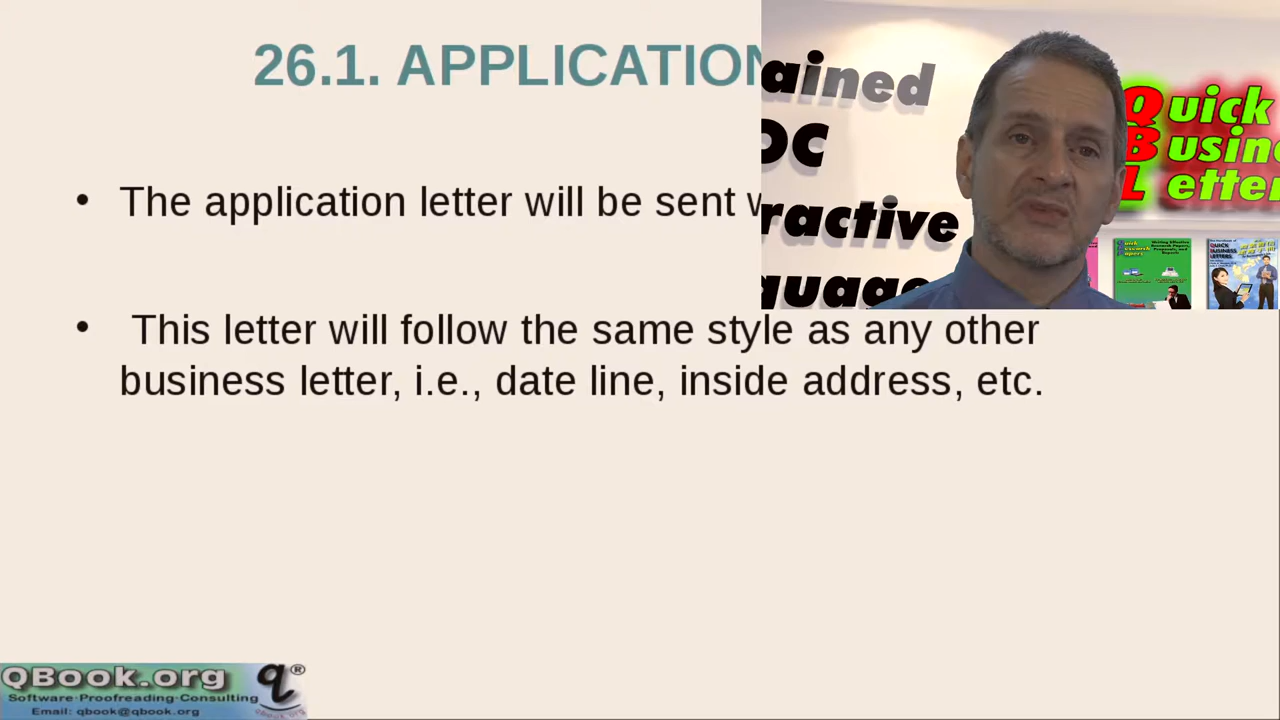 26.1. APPLICATION
• The application letter will be sent w
• This letter will follow the same style as any other
business letter, i.e., date line, inside address, etc.
ained
OC
ractive
Quick
Busine
Letter
QBook.org
Software·Proofreading·Consulting
Email: qbook@qbook.org
q®